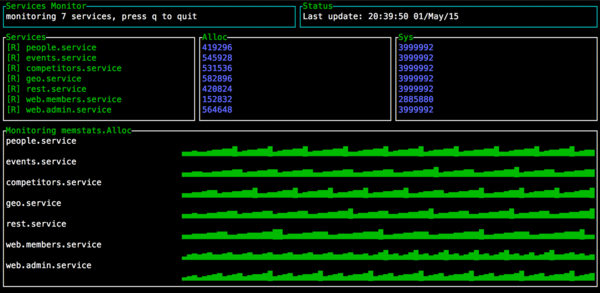 Services Monitor
monitoring 7 services, press q to quit
Status
Last update: 20:39:50 01/May/15
Services Alloc Sys
[R] people.service 419296 3999992
[R] events.service 545928 3999992
[R] competitors.service 531536 3999992
[R] geo.service 582896 3999992
[R] rest.service 420824 3999992
[R] web.members.service 152832 2885880
[R] web.admin.service 564648 3999992
Monitoring memstats.Alloc
people.service
events.service
competitors.service
geo.service
rest.service
web.members.service
web.admin.service